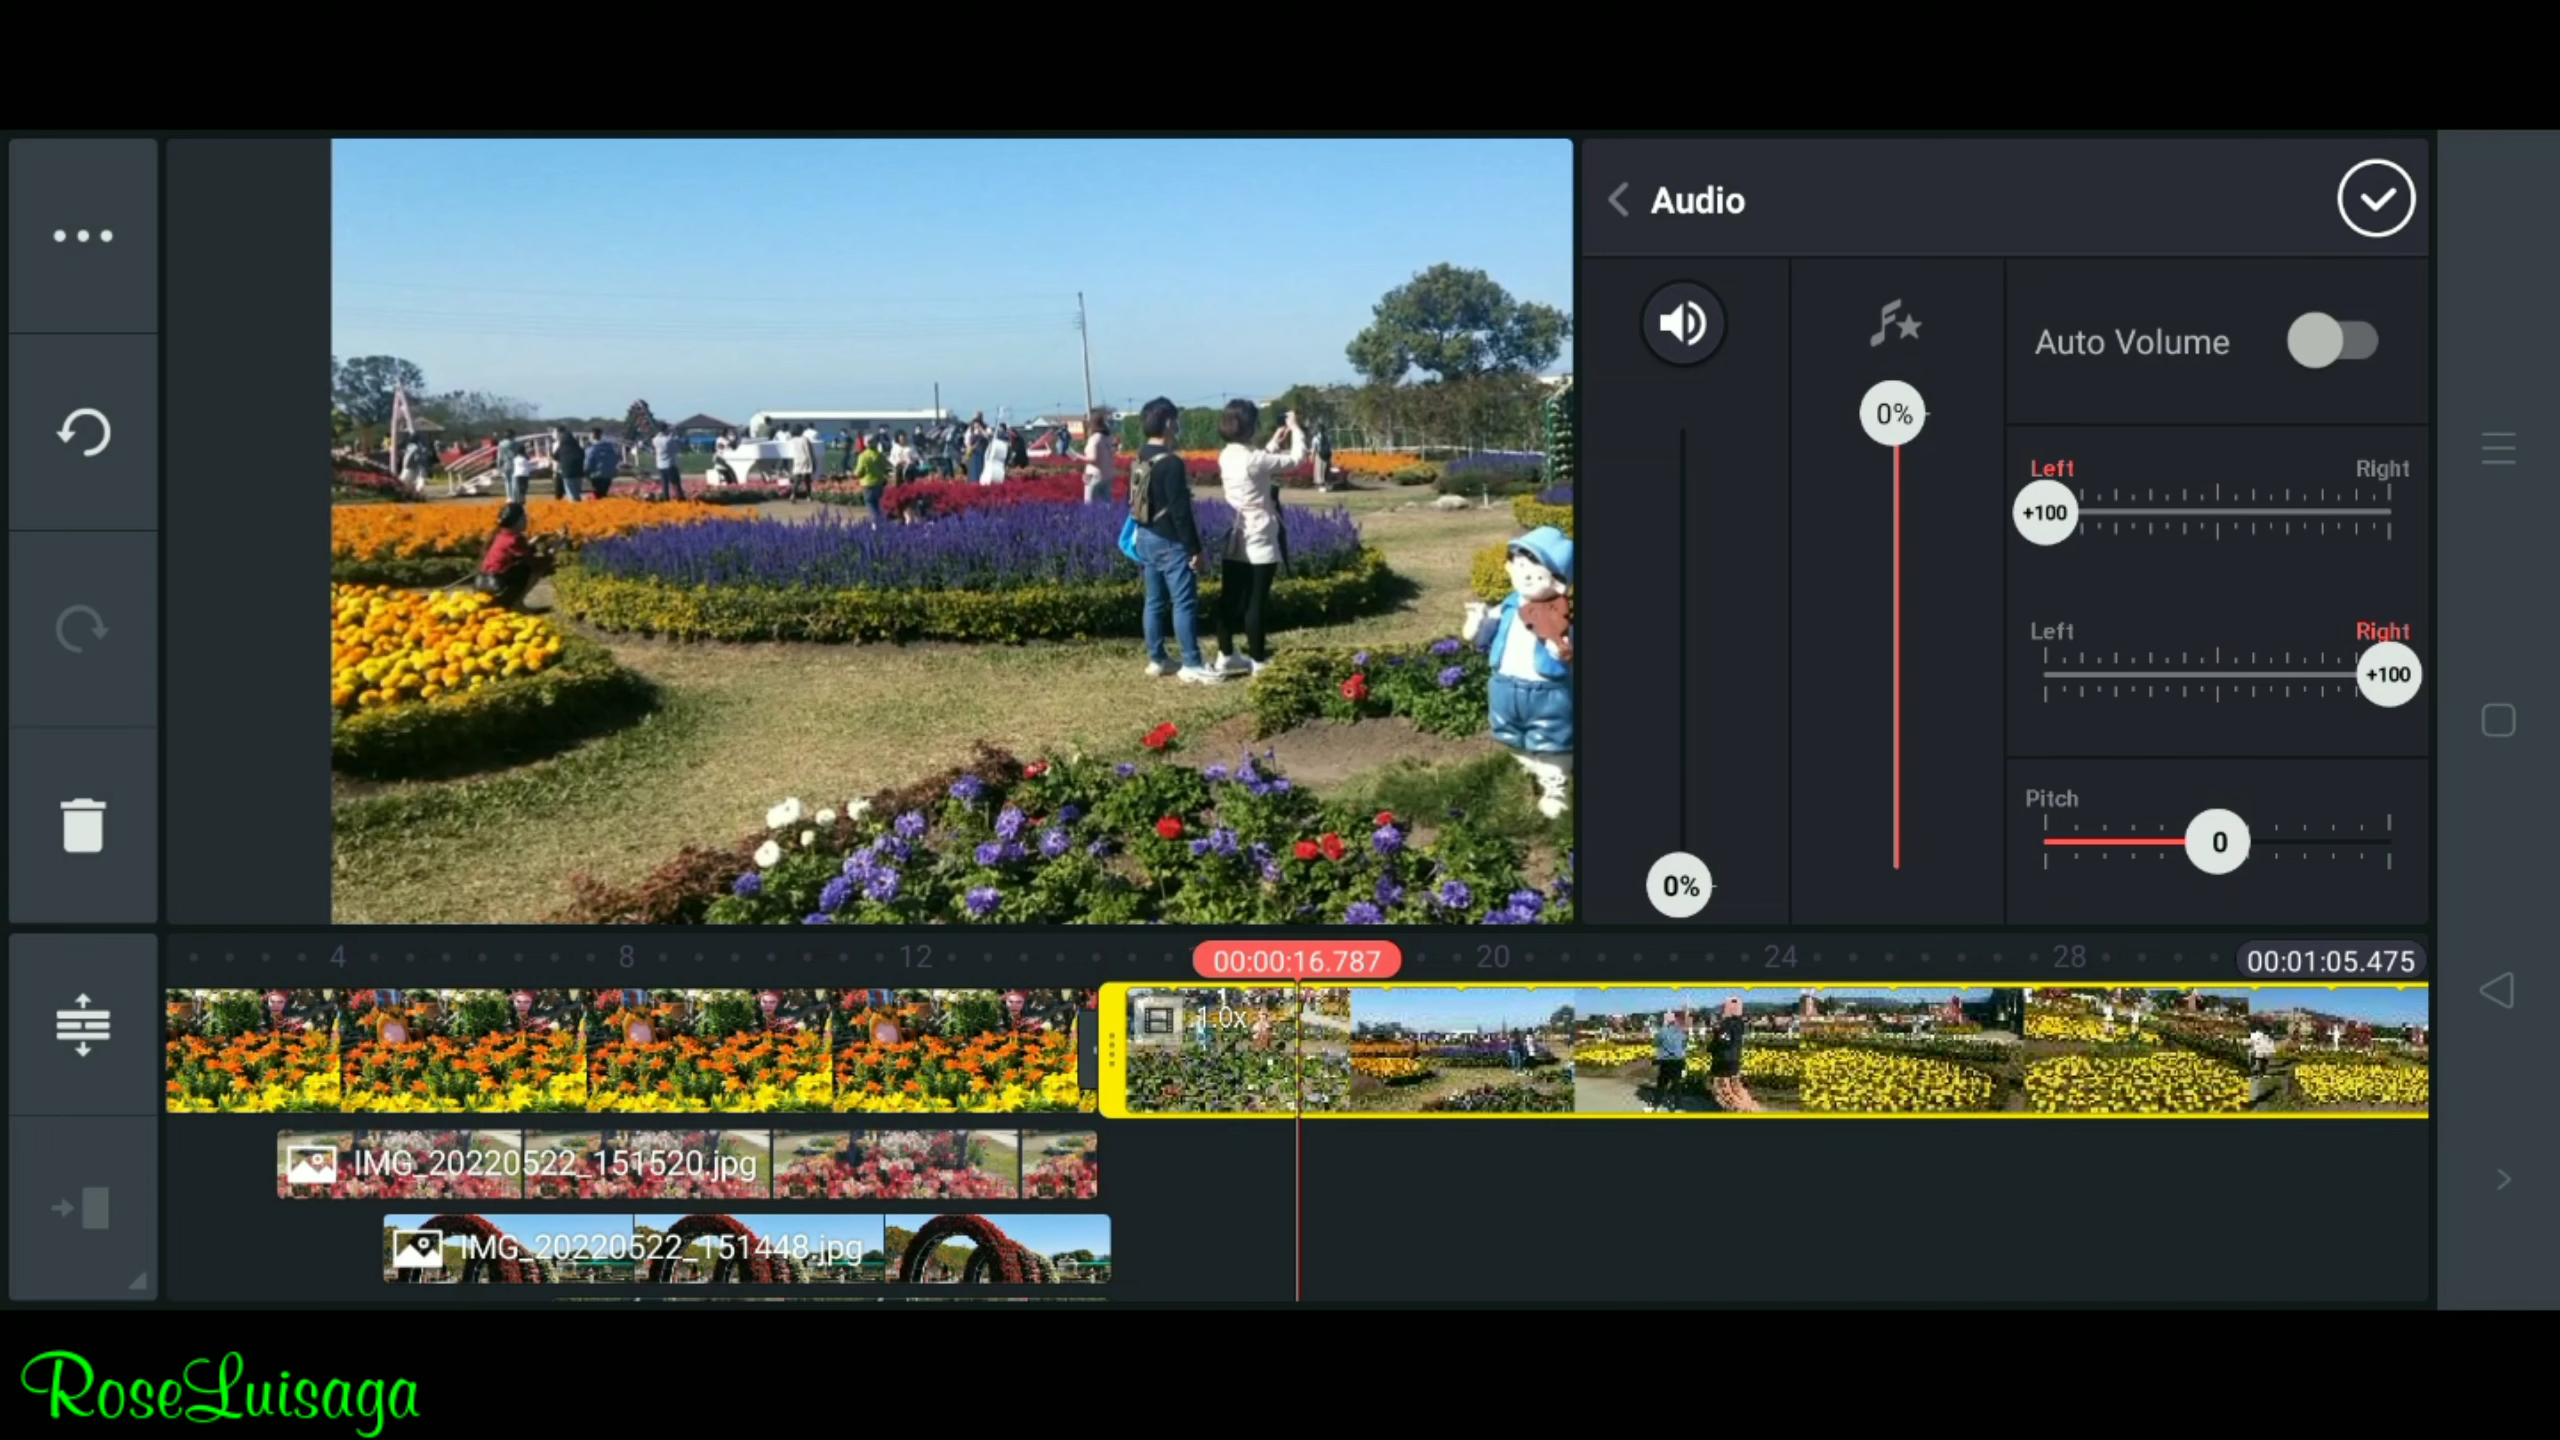 Audio
0%
Auto Volume
Left
Right
+100
Left
Right
+100
Pitch
0
0%
4
8
12
00:00:16.787
20
24
28
00:01:05.475
1.0x
IMG_20220522_151520.jpg
IMG_20220522_151448.jpg
RoseLuisaga